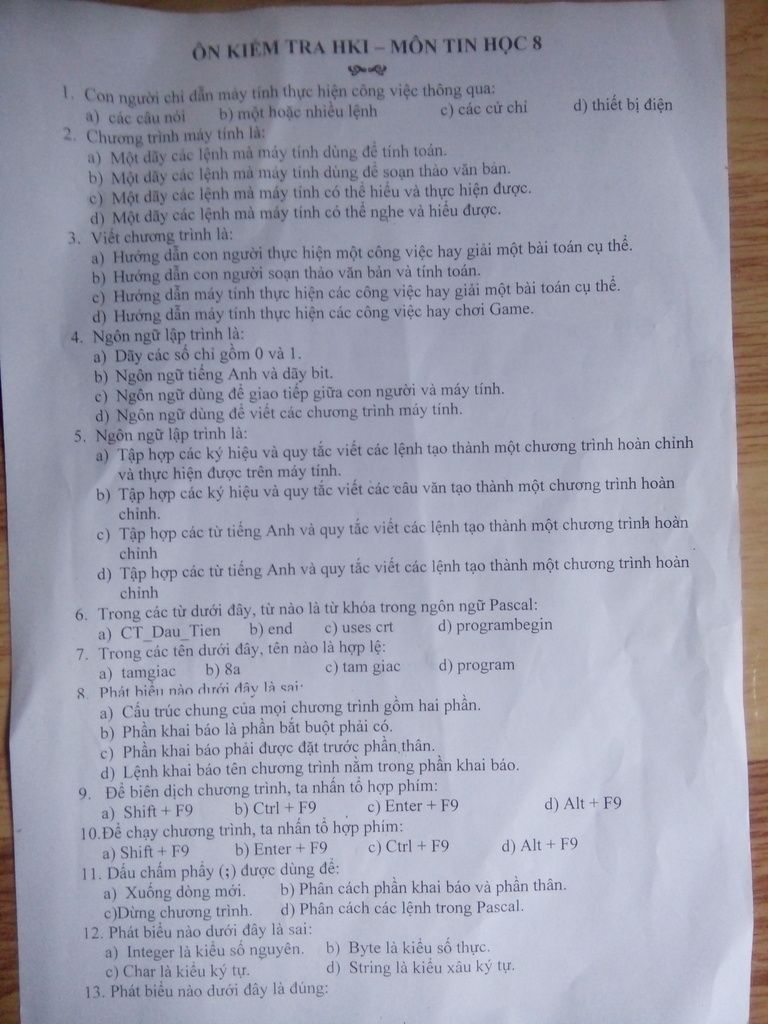 ÔN KIỂM TRA HKI – MÔN TIN HỌC 8
1. Con người chỉ dẫn máy tính thực hiện công việc thông qua:
a) các câu nói b) một hoặc nhiều lệnh c) các cử chỉ d) thiết bị điện
2. Chương trình máy tính là:
a) Một dãy các lệnh mà máy tính dùng để tính toán.
b) Một dãy các lệnh mà máy tính dùng để soạn thảo văn bản.
c) Một dãy các lệnh mà máy tính có thể hiểu và thực hiện được.
d) Một dãy các lệnh mà máy tính có thể nghe và hiểu được.
3. Viết chương trình là:
a) Hướng dẫn con người thực hiện một công việc hay giải một bài toán cụ thể.
b) Hướng dẫn con người soạn thảo văn bản và tính toán.
c) Hướng dẫn máy tính thực hiện các công việc hay giải một bài toán cụ thể.
d) Hướng dẫn máy tính thực hiện các công việc hay chơi Game.
4. Ngôn ngữ lập trình là:
a) Dãy các số chỉ gồm 0 và 1.
b) Ngôn ngữ tiếng Anh và dãy bit.
c) Ngôn ngữ dùng để giao tiếp giữa con người và máy tính.
d) Ngôn ngữ dùng để viết các chương trình máy tính.
5. Ngôn ngữ lập trình là:
a) Tập hợp các ký hiệu và quy tắc viết các lệnh tạo thành một chương trình hoàn chỉnh
và thực hiện được trên máy tính.
b) Tập hợp các ký hiệu và quy tắc viết các câu văn tạo thành một chương trình hoàn
chỉnh.
c) Tập hợp các từ tiếng Anh và quy tắc viết các lệnh tạo thành một chương trình hoàn
chỉnh
d) Tập hợp các từ tiếng Anh và quy tắc viết các lệnh tạo thành một chương trình hoàn
chỉnh
6. Trong các từ dưới đây, từ nào là từ khóa trong ngôn ngữ Pascal:
a) CT_Dau_Tien b) end c) uses crt d) programbegin
7. Trong các tên dưới đây, tên nào là hợp lệ:
a) tamgiac b) 8a c) tam giac d) program
8. Phát biểu nào dưới đây là sai:
a) Cấu trúc chung của mọi chương trình gồm hai phần.
b) Phần khai báo là phần bắt buột phải có.
c) Phần khai báo phải được đặt trước phần thân.
d) Lệnh khai báo tên chương trình nằm trong phần khai báo.
9. Để biên dịch chương trình, ta nhấn tổ hợp phím:
a) Shift + F9 b) Ctrl + F9 c) Enter + F9 d) Alt + F9
10.Để chạy chương trình, ta nhấn tổ hợp phím:
a) Shift + F9 b) Enter + F9 c) Ctrl + F9 d) Alt + F9
11. Dấu chấm phẩy (;) được dùng để:
a) Xuống dòng mới. b) Phân cách phần khai báo và phần thân.
c)Dừng chương trình. d) Phân cách các lệnh trong Pascal.
12. Phát biểu nào dưới đây là sai:
a) Integer là kiểu số nguyên. b) Byte là kiểu số thực.
c) Char là kiểu ký tự. d) String là kiểu xâu ký tự.
13. Phát biểu nào dưới đây là đúng: